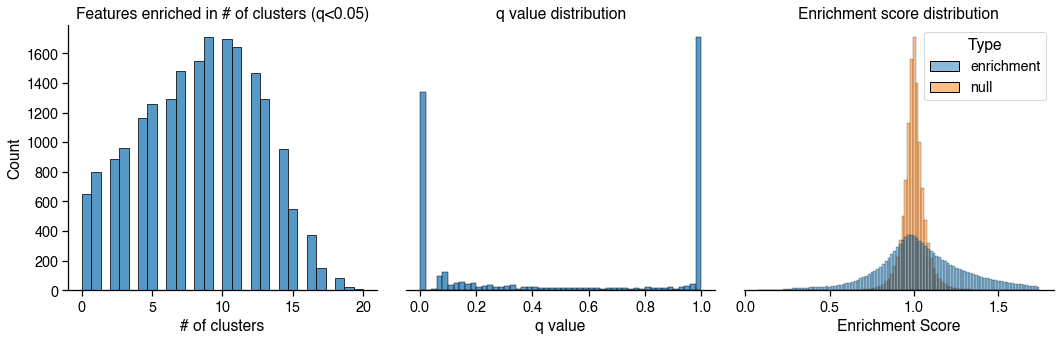 Features enriched in # of clusters (q<0.05)
Count
1600
1400
1200
1000
800
600
400
200
0
0 5 10 15 20
# of clusters
q value distribution
0.0 0.2 0.4 0.6 0.8 1.0
q value
Enrichment score distribution
Type
enrichment
null
0.0 0.5 1.0 1.5
Enrichment Score